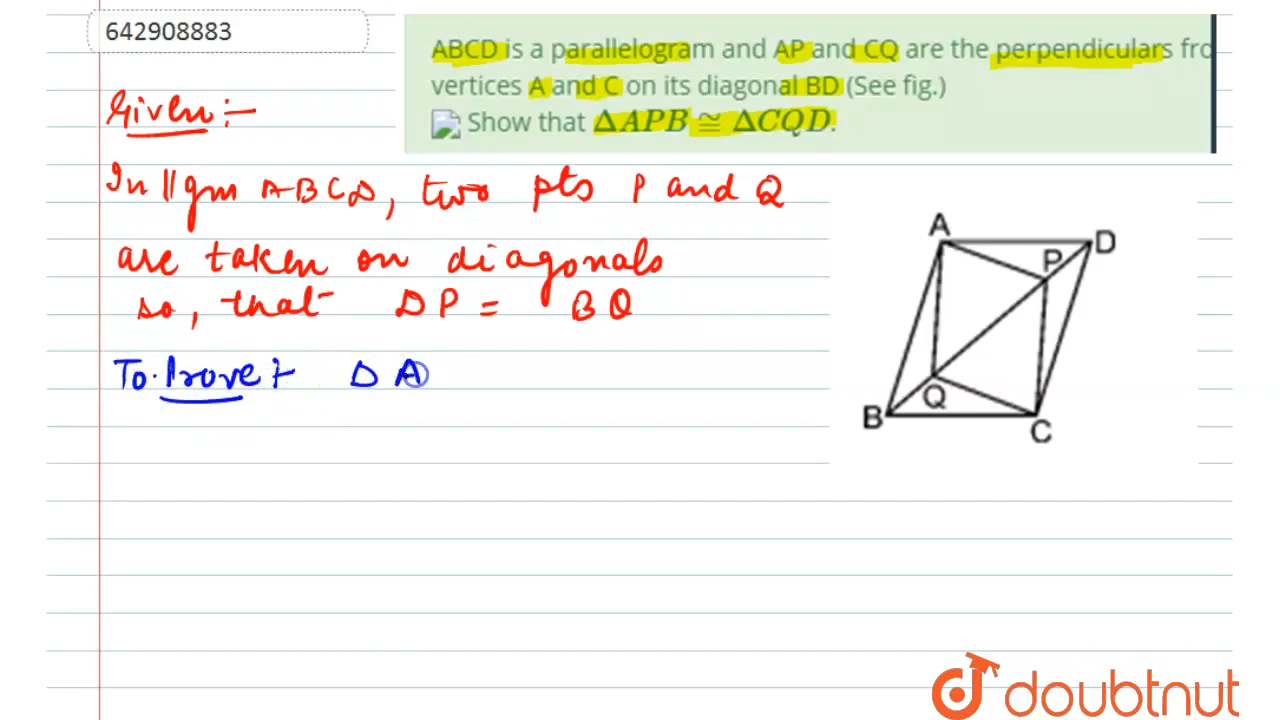 642908883
ABCD is a parallelogram and AP and CQ are the perpendiculars fro
vertices A and C on its diagonal BD (See fig.)
Show that ΔAPB ≅ ΔCQD.
Given :-
In ||gm ABCD, two pts P and Q
are taken on diagonals
so, that DP = BQ
To Prove :- Δ A
A
D
P
Q
B
C
doubtnut